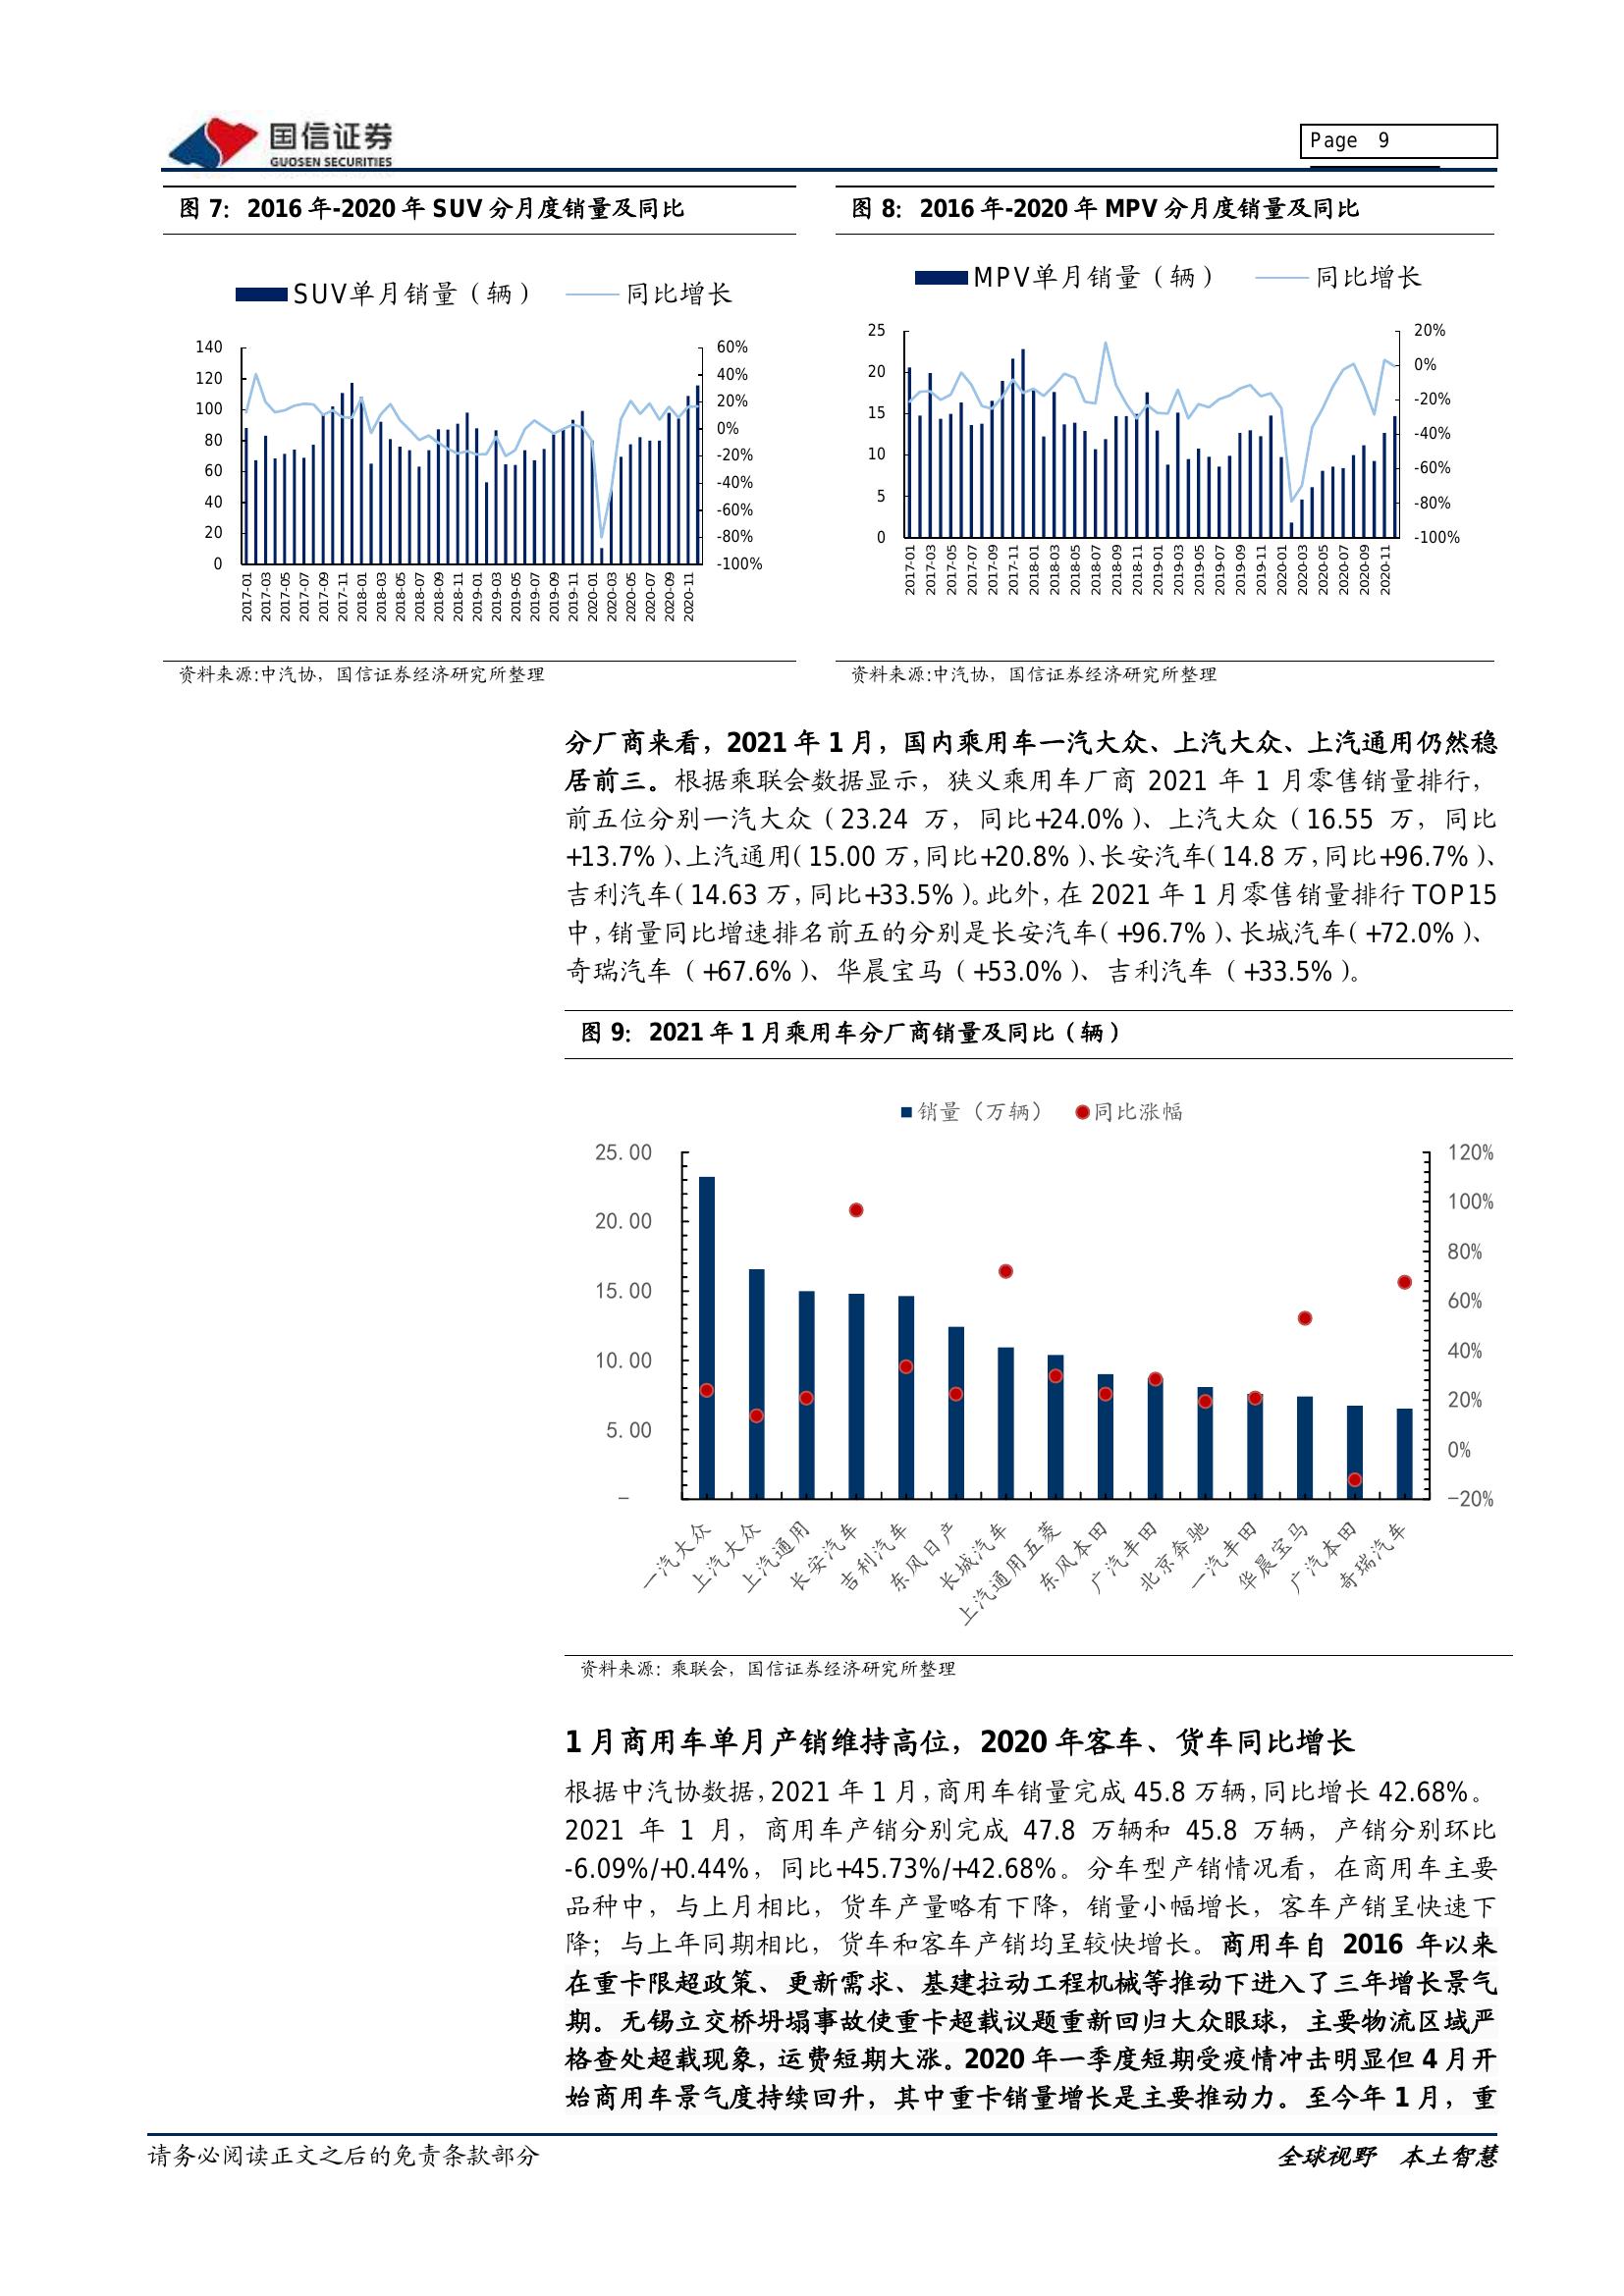 国信证券
GUOSEN SECURITIES
Page 9
图 7: 2016 年-2020 年 SUV 分月度销量及同比
SUV单月销量（辆） 同比增长
140
120
100
80
60
40
20
0
60%
40%
20%
0%
-20%
-40%
-60%
-80%
-100%
2017-01
2017-03
2017-05
2017-07
2017-09
2017-11
2018-01
2018-03
2018-05
2018-07
2018-09
2018-11
2019-01
2019-03
2019-05
2019-07
2019-09
2019-11
2020-01
2020-03
2020-05
2020-07
2020-09
2020-11
资料来源:中汽协，国信证券经济研究所整理
图 8: 2016 年-2020 年 MPV 分月度销量及同比
MPV单月销量（辆） 同比增长
25
20
15
10
5
0
20%
0%
-20%
-40%
-60%
-80%
-100%
2017-01
2017-03
2017-05
2017-07
2017-09
2017-11
2018-01
2018-03
2018-05
2018-07
2018-09
2018-11
2019-01
2019-03
2019-05
2019-07
2019-09
2019-11
2020-01
2020-03
2020-05
2020-07
2020-09
2020-11
资料来源:中汽协，国信证券经济研究所整理
分厂商来看，2021 年 1 月，国内乘用车一汽大众、上汽大众、上汽通用仍然稳
居前三。根据乘联会数据显示，狭义乘用车厂商 2021 年 1 月零售销量排行，
前五位分别一汽大众（23.24 万，同比+24.0%）、上汽大众（16.55 万，同比
+13.7%）、上汽通用（15.00 万，同比+20.8%）、长安汽车（14.8 万，同比+96.7%）、
吉利汽车（14.63 万，同比+33.5%）。此外，在 2021 年 1 月零售销量排行 TOP15
中，销量同比增速排名前五的分别是长安汽车（+96.7%）、长城汽车（+72.0%）、
奇瑞汽车（+67.6%）、华晨宝马（+53.0%）、吉利汽车（+33.5%）。
图 9: 2021 年 1 月乘用车分厂商销量及同比（辆）
销量（万辆） 同比涨幅
25.00
20.00
15.00
10.00
5.00
-
120%
100%
80%
60%
40%
20%
0%
-20%
一汽大众
上汽大众
上汽通用
长安汽车
吉利汽车
东风日产
长城汽车
上汽通用五菱
东风本田
广汽丰田
北京奔驰
一汽丰田
华晨宝马
广汽本田
奇瑞汽车
资料来源：乘联会，国信证券经济研究所整理
1 月商用车单月产销维持高位，2020 年客车、货车同比增长
根据中汽协数据，2021 年 1 月，商用车销量完成 45.8 万辆，同比增长 42.68%。
2021 年 1 月，商用车产销分别完成 47.8 万辆和 45.8 万辆，产销分别环比
-6.09%/+0.44%，同比+45.73%/+42.68%。分车型产销情况看，在商用车主要
品种中，与上月相比，货车产量略有下降，销量小幅增长，客车产销呈快速下
降；与上年同期相比，货车和客车产销均呈较快增长。商用车自 2016 年以来
在重卡限超政策、更新需求、基建拉动工程机械等推动下进入了三年增长景气
期。无锡立交桥坍塌事故使重卡超载议题重新回归大众眼球，主要物流区域严
格查处超载现象，运费短期大涨。2020 年一季度短期受疫情冲击明显但 4 月开
始商用车景气度持续回升，其中重卡销量增长是主要推动力。至今年 1 月，重
请务必阅读正文之后的免责条款部分
全球视野 本土智慧